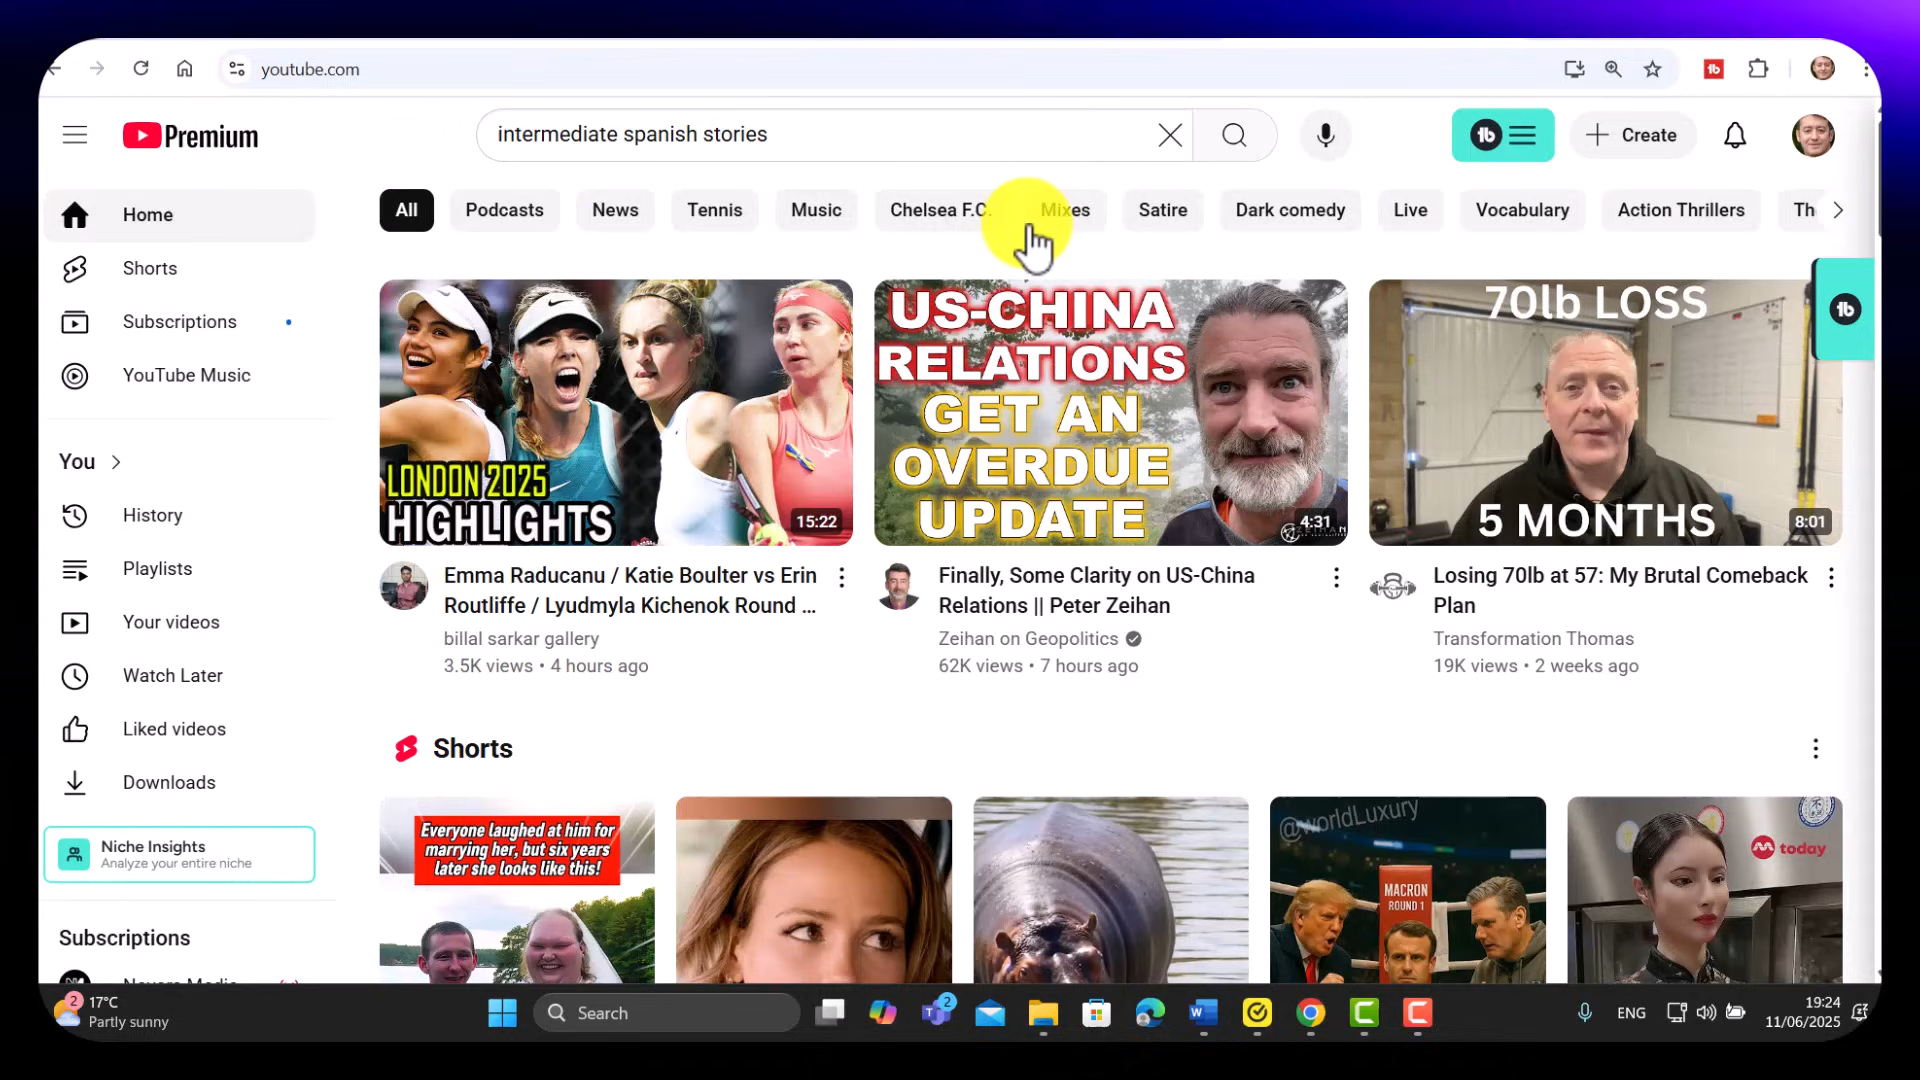 youtube.com
Premium
intermediate spanish stories
Create
Home
Shorts
Subscriptions
YouTube Music
You
History
Playlists
Your videos
Watch Later
Liked videos
Downloads
Niche Insights
Analyze your entire niche
Subscriptions
All
Podcasts
News
Tennis
Music
Chelsea F.C.
Mixes
Satire
Dark comedy
Live
Vocabulary
Action Thrillers
Th
LONDON 2025
HIGHLIGHTS
15:22
Emma Raducanu / Katie Boulter vs Erin
Routliffe / Lyudmyla Kichenok Round ...
billal sarkar gallery
3.5K views • 4 hours ago
US-CHINA
RELATIONS
GET AN
OVERDUE
UPDATE
4:31
Finally, Some Clarity on US-China
Relations || Peter Zeihan
Zeihan on Geopolitics
62K views • 7 hours ago
70lb LOSS
5 MONTHS
8:01
Losing 70lb at 57: My Brutal Comeback
Plan
Transformation Thomas
19K views • 2 weeks ago
Shorts
Everyone laughed at him for
marrying her, but six years
later she looks like this!
@worldLuxury
MACRON
ROUND 1
today
2
17°C
Partly sunny
Search
2
ENG
19:24
11/06/2025